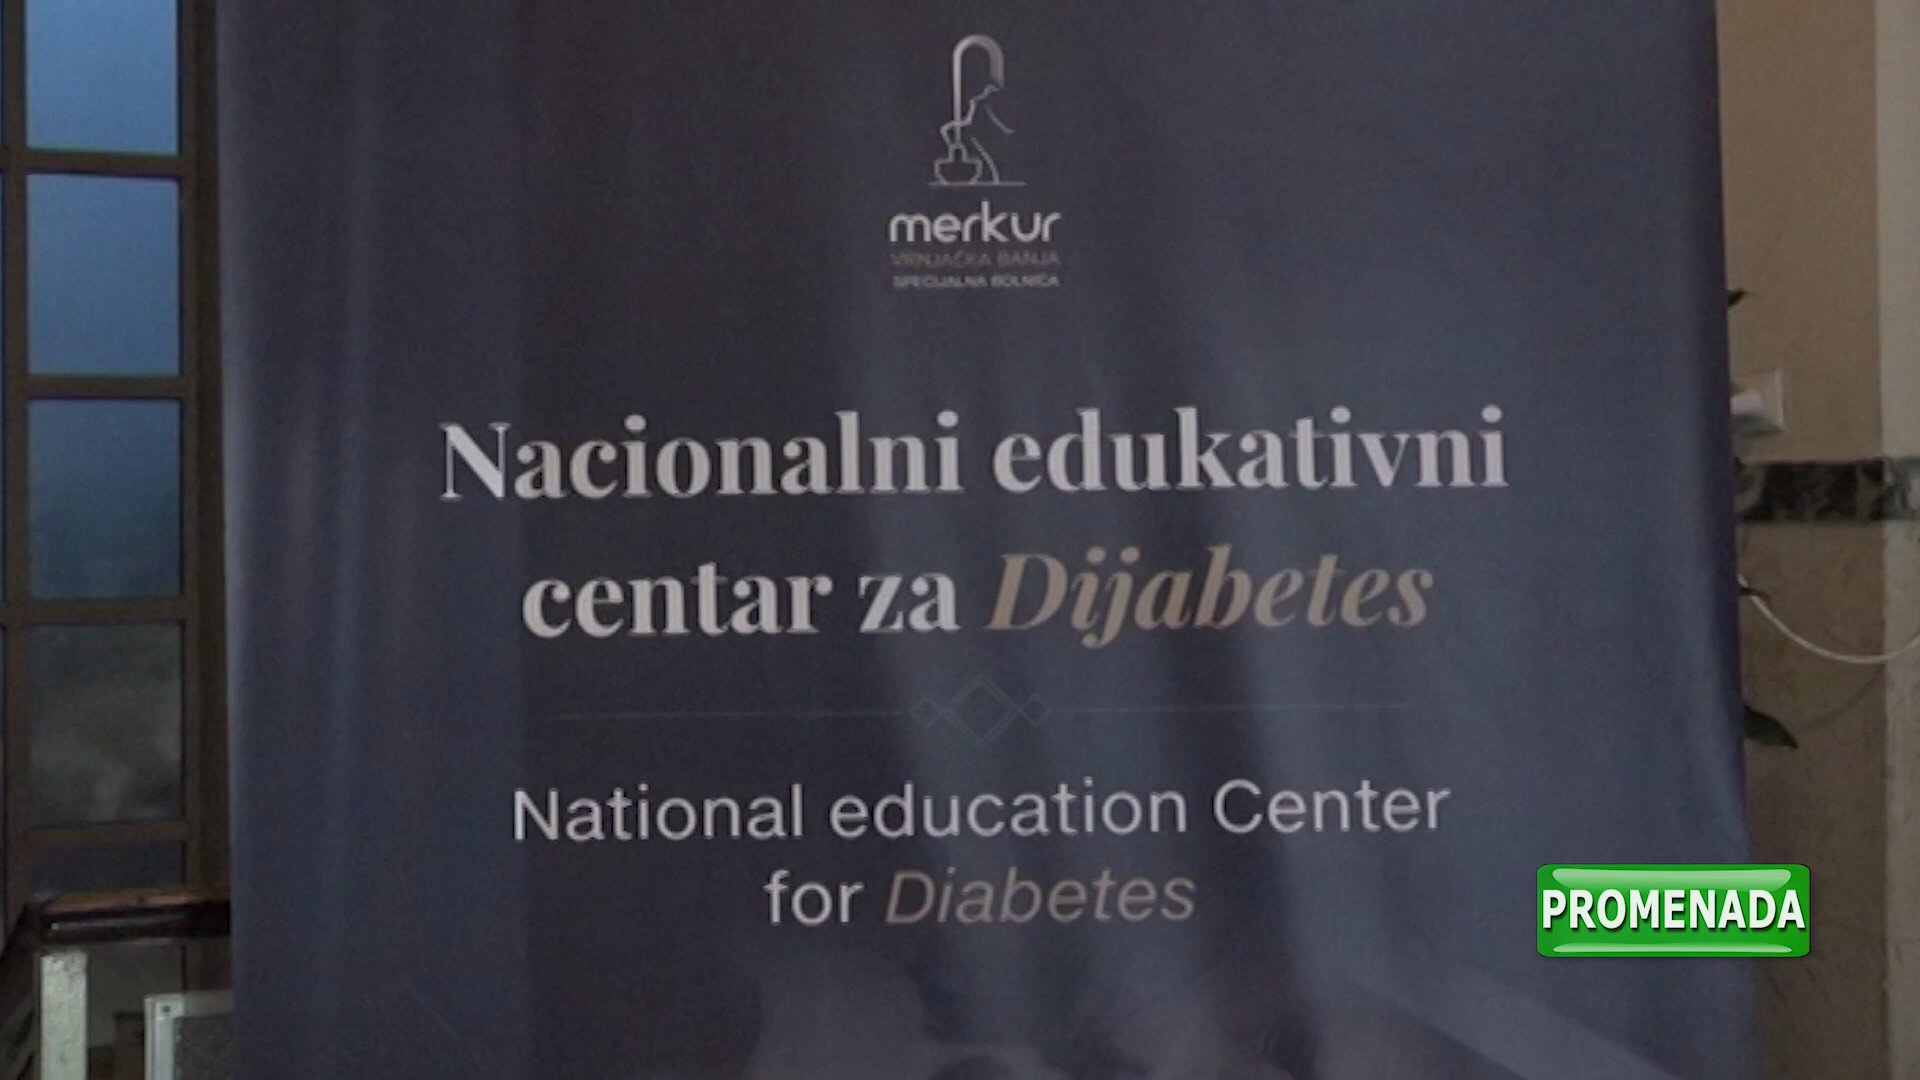 merkur
VRNJAČKA BANJA
SPECIJALNA BOLNICA
Nacionalni edukativni
centar za Dijabetes
National education Center
for Diabetes
PROMENADA